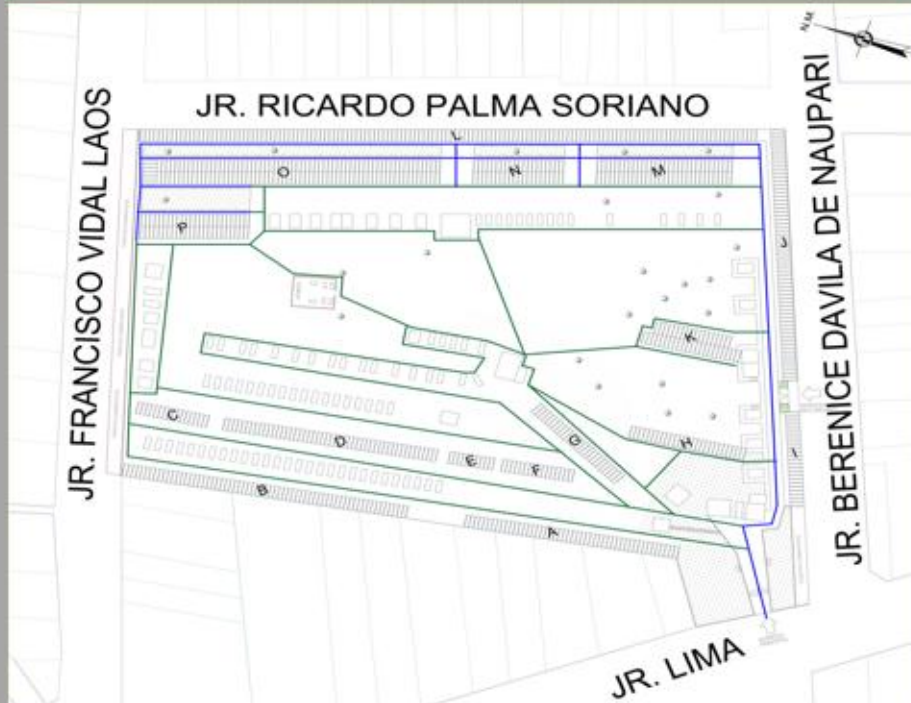 N.M.
JR. RICARDO PALMA SORIANO
JR. FRANCISCO VIDAL LAOS
JR. BERENICE DAVILA DE NAUPARI
L
O
N
M
P
J
K
C
D
E
F
G
H
I
B
A
JR. LIMA